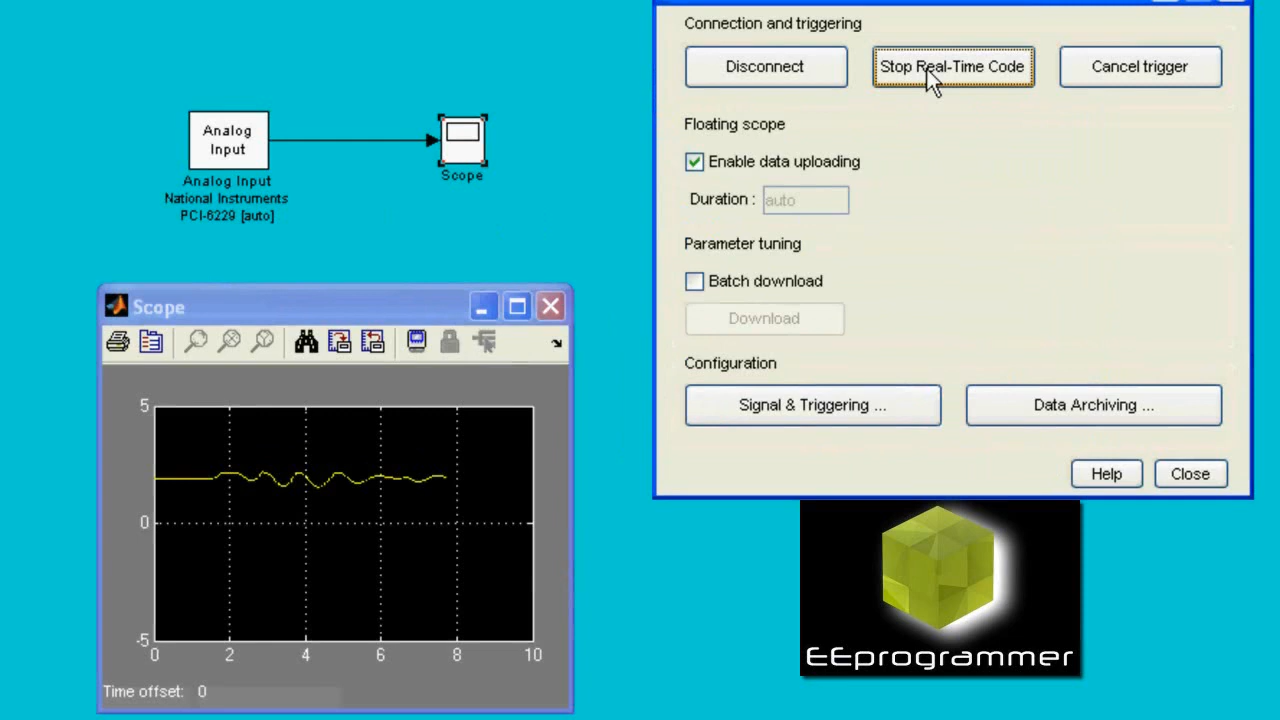 Connection and triggering
Disconnect
Stop Real-Time Code
Cancel trigger
Floating scope
Enable data uploading
Duration :
auto
Parameter tuning
Batch download
Download
Configuration
Signal & Triggering ...
Data Archiving ...
Help
Close
Analog
Input
Analog Input
National Instruments
PCI-6229 [auto]
Scope
Scope
5
0
-5
0
2
4
6
8
10
Time offset: 0
EEprogrammer